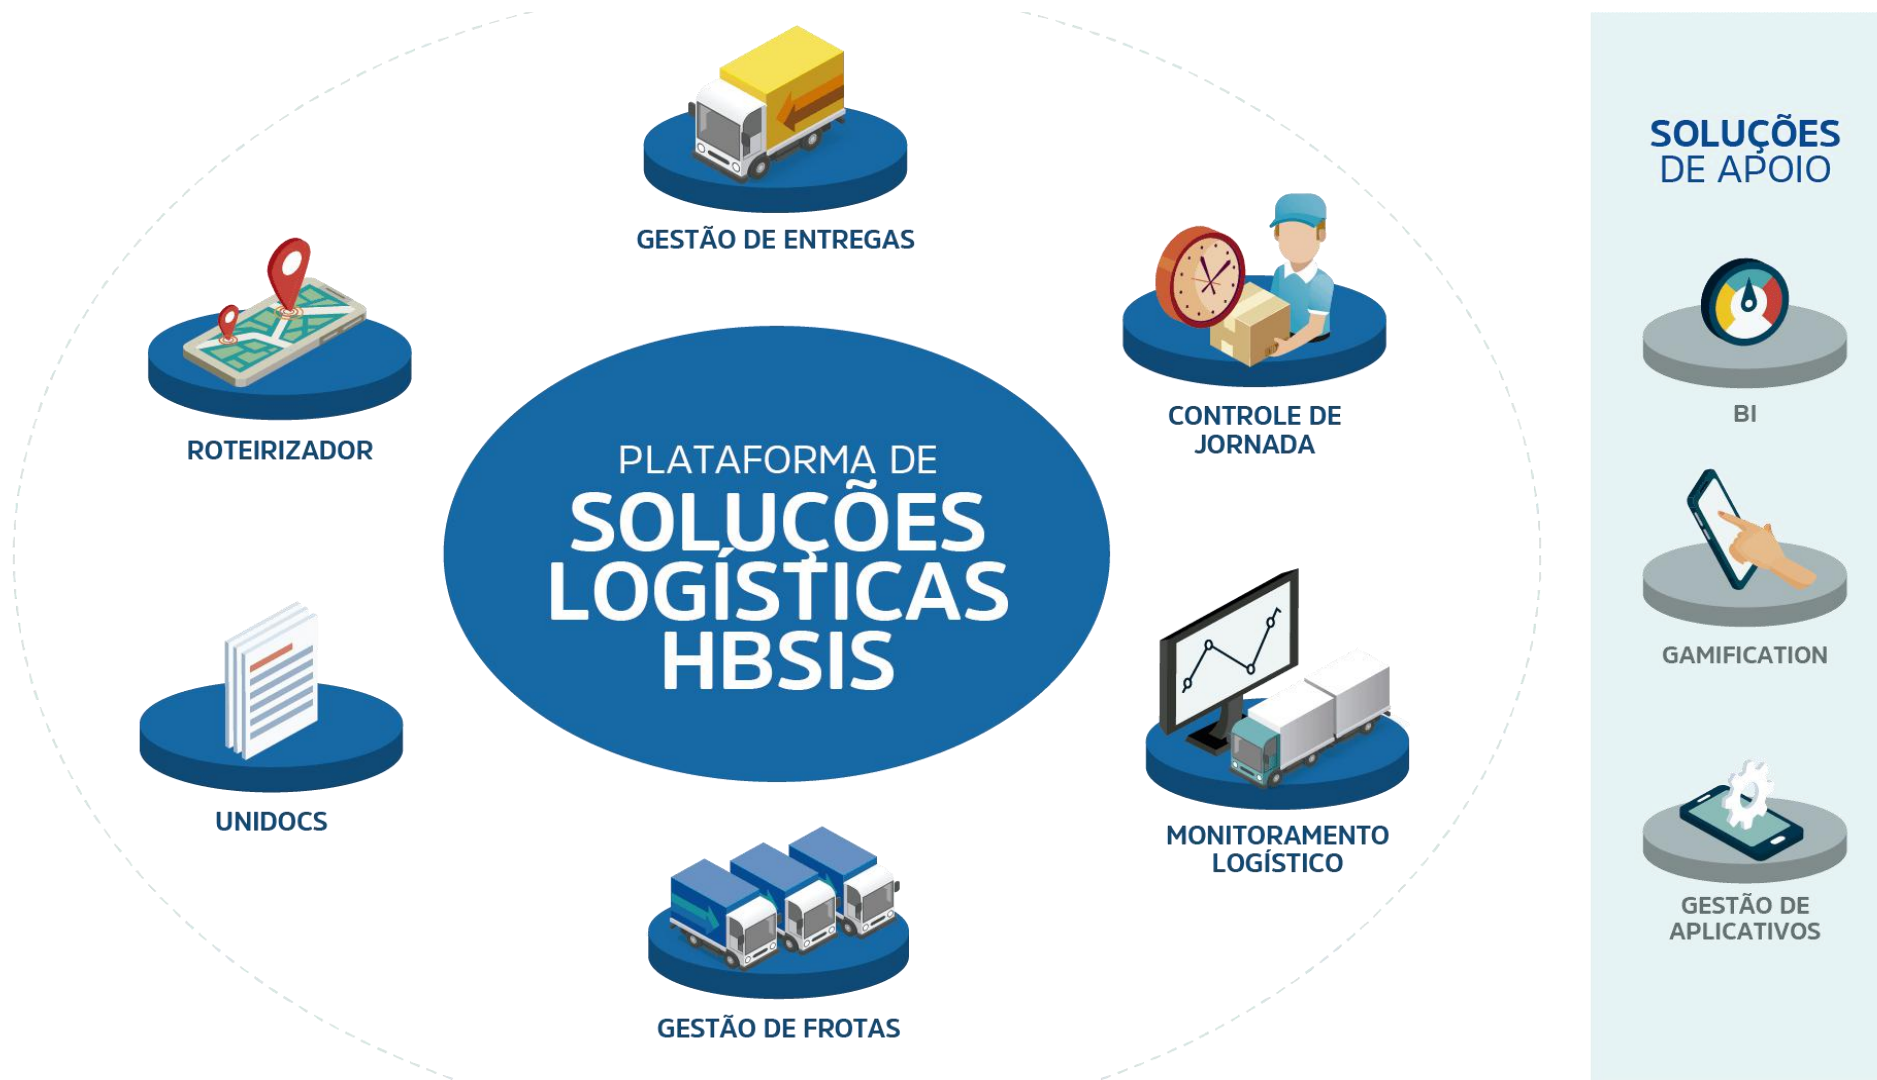 GESTÃO DE ENTREGAS
CONTROLE DE
JORNADA
ROTEIRIZADOR
PLATAFORMA DE
SOLUÇÕES
LOGÍSTICAS
HBSIS
UNIDOCS
MONITORAMENTO
LOGÍSTICO
GESTÃO DE FROTAS
SOLUÇÕES
DE APOIO
BI
GAMIFICATION
GESTÃO DE
APLICATIVOS